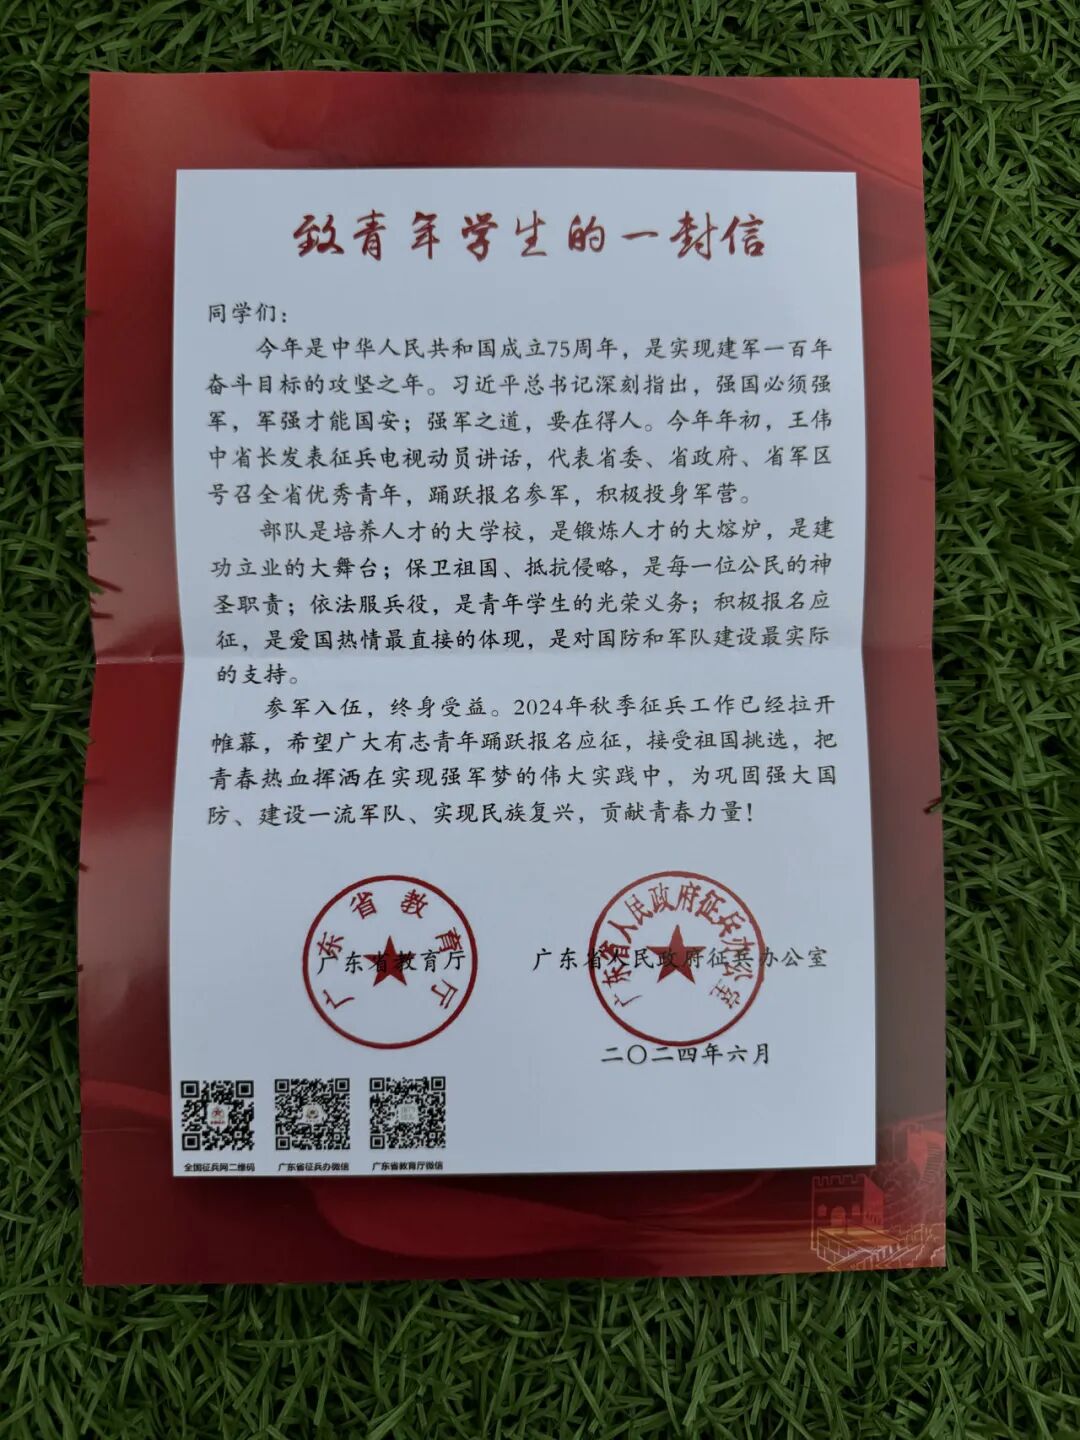 致青年学生的一封信
同学们：
今年是中华人民共和国成立75周年，是实现建军一百年
奋斗目标的攻坚之年。习近平总书记深刻指出，强国必须强
军，军强才能国安；强军之道，要在得人。今年年初，王伟
中省长发表征兵电视动员讲话，代表省委、省政府、省军区
号召全省优秀青年，踊跃报名参军，积极投身军营。
部队是培养人才的大学校，是锻炼人才的大熔炉，是建
功立业的大舞台；保卫祖国、抵抗侵略，是每一位公民的神
圣职责；依法服兵役，是青年学生的光荣义务；积极报名应
征，是爱国热情最直接的体现，是对国防和军队建设最实际
的支持。
参军入伍，终身受益。2024年秋季征兵工作已经拉开
帷幕，希望广大有志青年踊跃报名应征，接受祖国挑选，把
青春热血挥洒在实现强军梦的伟大实践中，为巩固强大国
防、建设一流军队、实现民族复兴，贡献青春力量！
广东省教育厅
广东省教育厅
广东省人民政府征兵办公室
广东省人民政府征兵办公室
二〇二四年六月
全国征兵网二维码
广东省征兵办微信
广东省教育厅微信